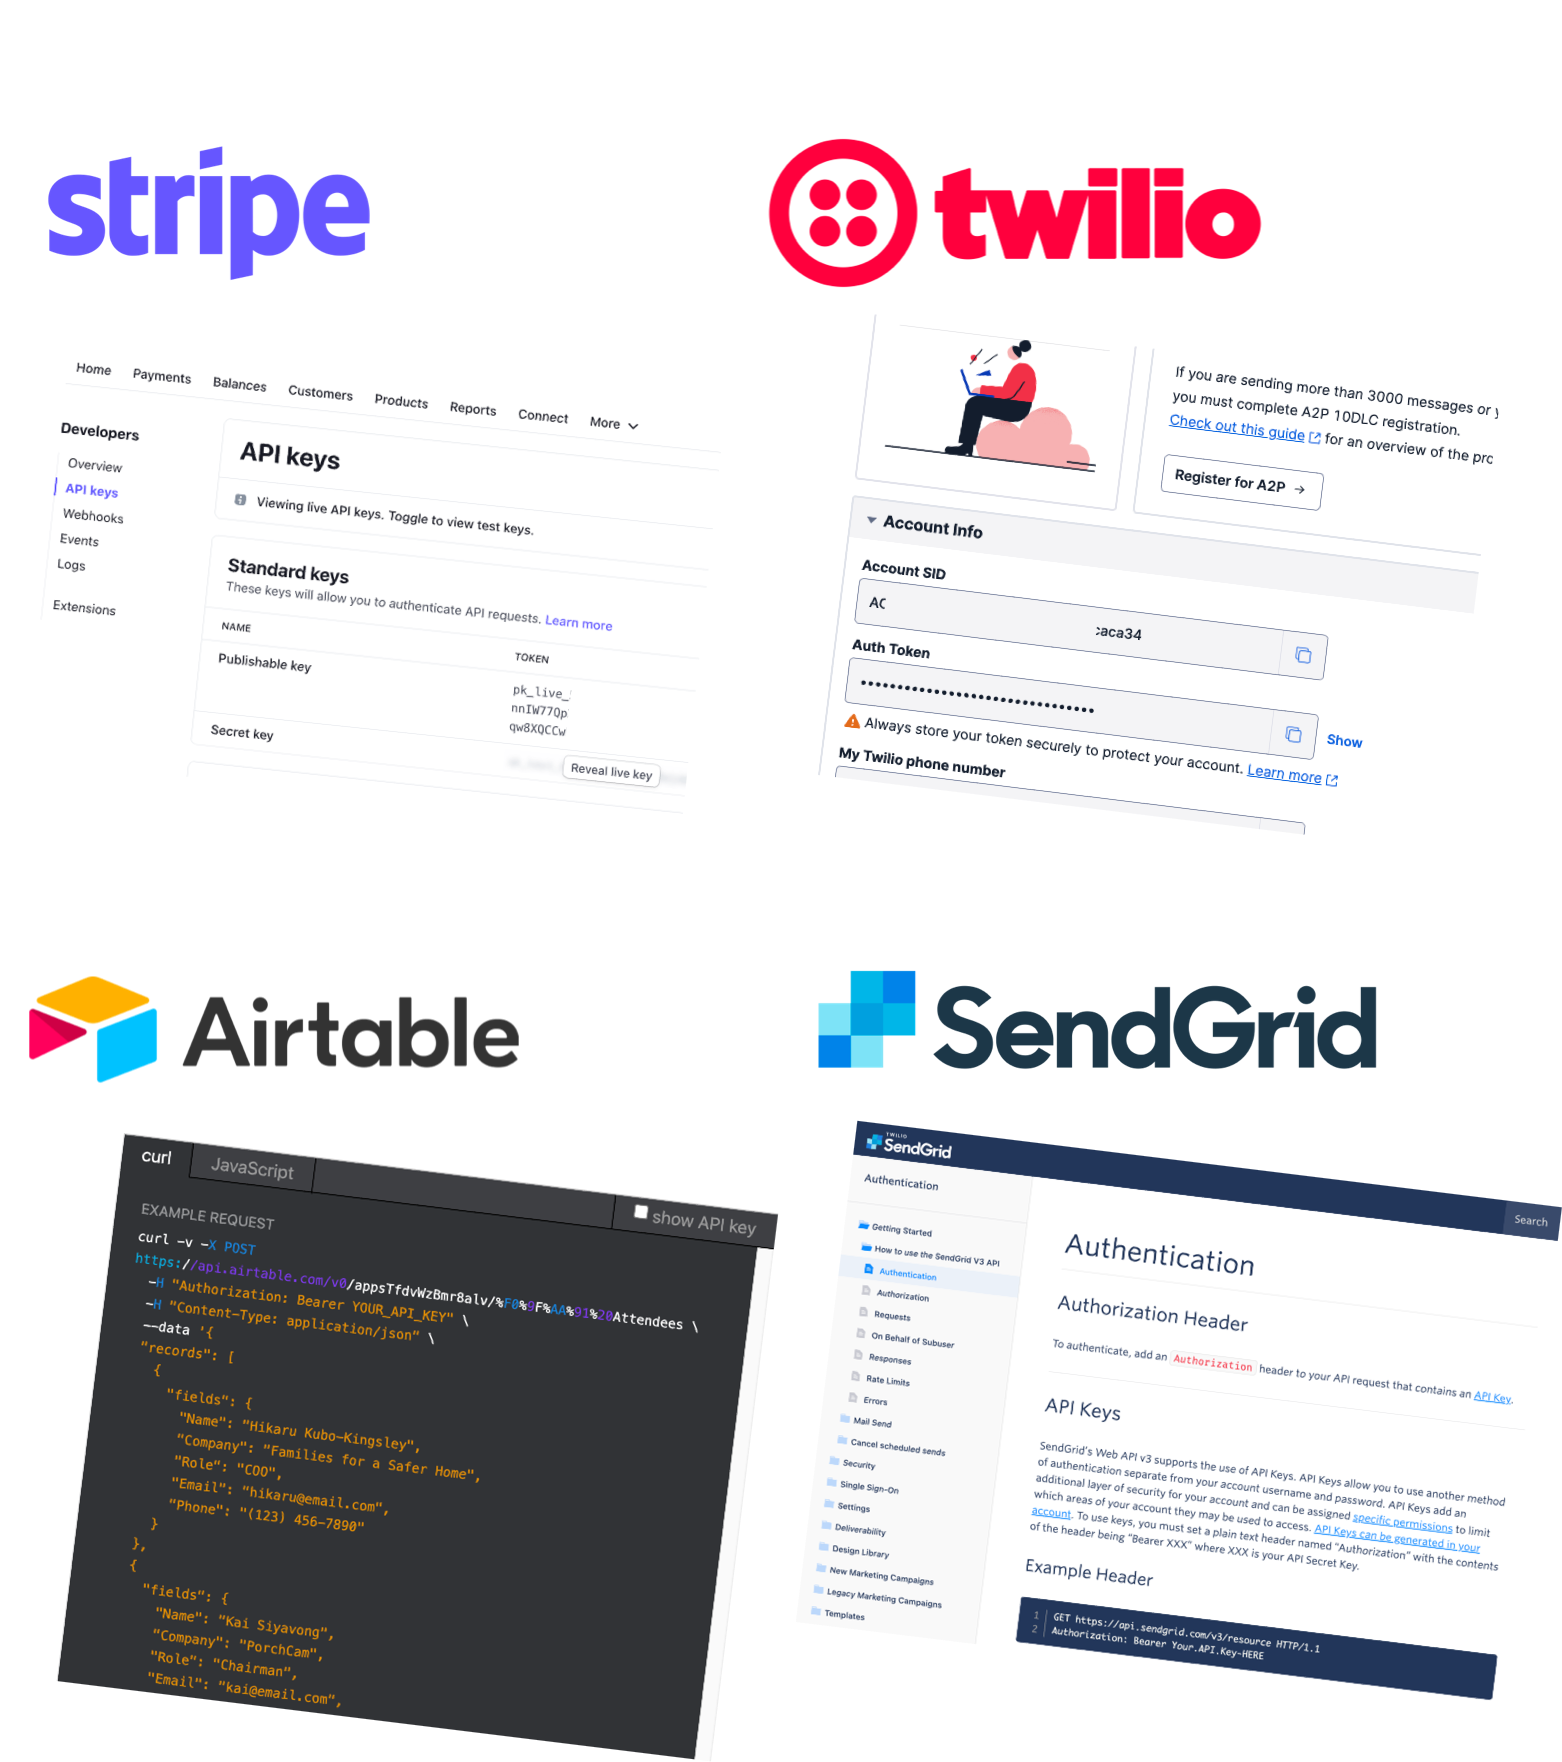 stripe
Home Payments Balances Customers Products Reports Connect More
Developers
Overview
API keys
Webhooks
Events
Logs
Extensions
API keys
Viewing live API keys. Toggle to view test keys.
Standard keys
These keys will allow you to authenticate API requests. Learn more
NAME TOKEN
Publishable key
pk_live_
nnIW77Qp
qw8XQCCw
Secret key
Reveal live key
twilio
If you are sending more than 3000 messages or
you must complete A2P 10DLC registration.
Check out this guide for an overview of the pro
Register for A2P →
Account Info
Account SID
AC caca34
Auth Token
••••••••••••••••••••••••••••••••
Show
Always store your token securely to protect your account. Learn more
My Twilio phone number
Airtable
curl JavaScript show API key
EXAMPLE REQUEST
curl -v -X POST
https://api.airtable.com/v0/appsTfdvWzBmr8alv/%F0%9F%AA%91%20Attendees \
-H "Authorization: Bearer YOUR_API_KEY" \
-H "Content-Type: application/json" \
--data '{
"records": [
{
"fields": {
"Name": "Hikaru Kubo-Kingsley",
"Company": "Families for a Safer Home",
"Role": "COO",
"Email": "hikaru@email.com",
"Phone": "(123) 456-7890"
}
},
{
"fields": {
"Name": "Kai Siyavong",
"Company": "PorchCam",
"Role": "Chairman",
"Email": "kai@email.com",
SendGrid
TWILIO
SendGrid
Search
Authentication
Getting Started
How to use the SendGrid V3 API
Authentication
Authorization
Requests
On Behalf of Subuser
Responses
Rate Limits
Errors
Mail Send
Cancel scheduled sends
Security
Single Sign-On
Settings
Deliverability
Design Library
New Marketing Campaigns
Legacy Marketing Campaigns
Templates
Authentication
Authorization Header
To authenticate, add an Authorization header to your API request that contains an API Key.
API Keys
SendGrid's Web API v3 supports the use of API Keys. API Keys allow you to use another method
of authentication separate from your account username and password. API Keys add an
additional layer of security for your account and can be assigned specific permissions to limit
which areas of your account they may be used to access. API Keys can be generated in your
account. To use keys, you must set a plain text header named "Authorization" with the contents
of the header being "Bearer XXX" where XXX is your API Secret Key.
Example Header
1 GET https://api.sendgrid.com/v3/resource HTTP/1.1
2 Authorization: Bearer Your.API.Key-HERE